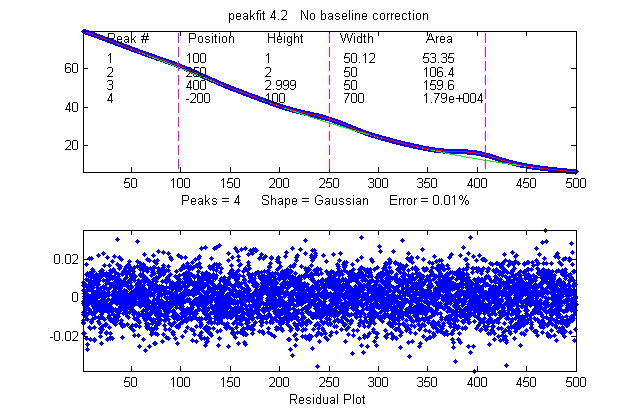 peakfit 4.2 No baseline correction
Peak # Position Height Width Area
1 100 1 50.12 53.35
2 250 2 50 106.4
3 400 2.999 50 159.6
4 -200 100 700 1.79e+004
60
40
20
50 100 150 200 250 300 350 400 450 500
Peaks = 4 Shape = Gaussian Error = 0.01%
0.02
0
-0.02
50 100 150 200 250 300 350 400 450 500
Residual Plot